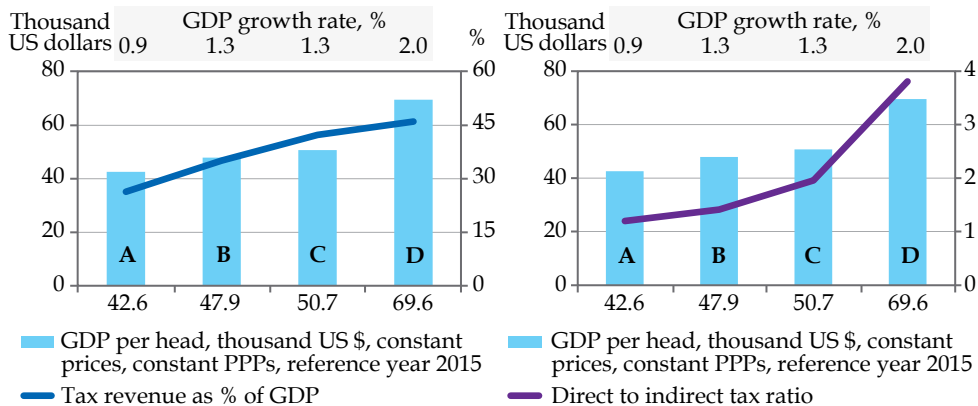 Thousand US dollars
GDP growth rate, %
0.9 1.3 1.3 2.0
%
80 60
60 45
40 30
20 15
0 0
A B C D
42.6 47.9 50.7 69.6
GDP per head, thousand US $, constant
prices, constant PPPs, reference year 2015
Tax revenue as % of GDP
Thousand US dollars
GDP growth rate, %
0.9 1.3 1.3 2.0
80 4
60 3
40 2
20 1
0 0
A B C D
42.6 47.9 50.7 69.6
GDP per head, thousand US $, constant
prices, constant PPPs, reference year 2015
Direct to indirect tax ratio